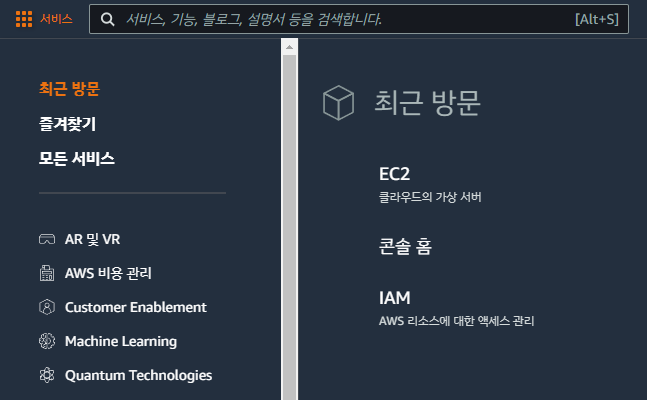 서비스
서비스, 기능, 블로그, 설명서 등을 검색합니다.
[Alt+S]
최근 방문
즐겨찾기
모든 서비스
AR 및 VR
AWS 비용 관리
Customer Enablement
Machine Learning
Quantum Technologies
최근 방문
EC2
클라우드의 가상 서버
콘솔 홈
IAM
AWS 리소스에 대한 액세스 관리